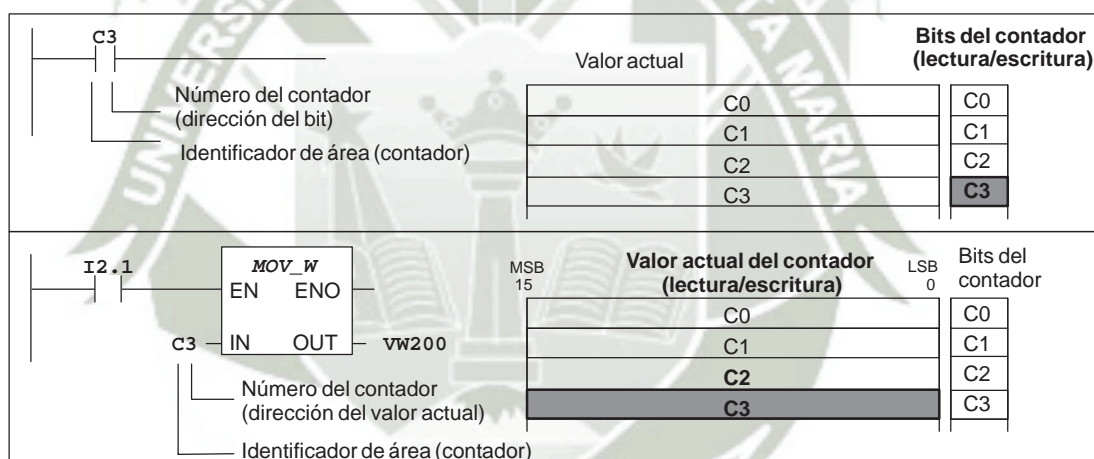 C3
Número del contador
(dirección del bit)
Identificador de área (contador)
Valor actual
Bits del contador
(lectura/escritura)
C0
C1
C2
C3
C0
C1
C2
C3
I2.1
MOV_W
EN ENO
C3 IN OUT VW200
Número del contador
(dirección del valor actual)
Identificador de área (contador)
MSB
15
Valor actual del contador
(lectura/escritura)
LSB
0
Bits del
contador
C0
C1
C2
C3
C0
C1
C2
C3